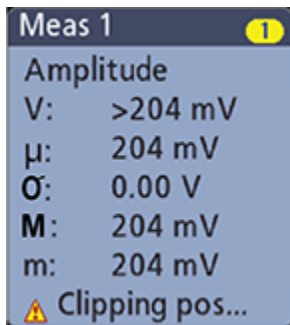 Meas 1 1
Amplitude
V: >204 mV
μ: 204 mV
σ: 0.00 V
M: 204 mV
m: 204 mV
Clipping pos...